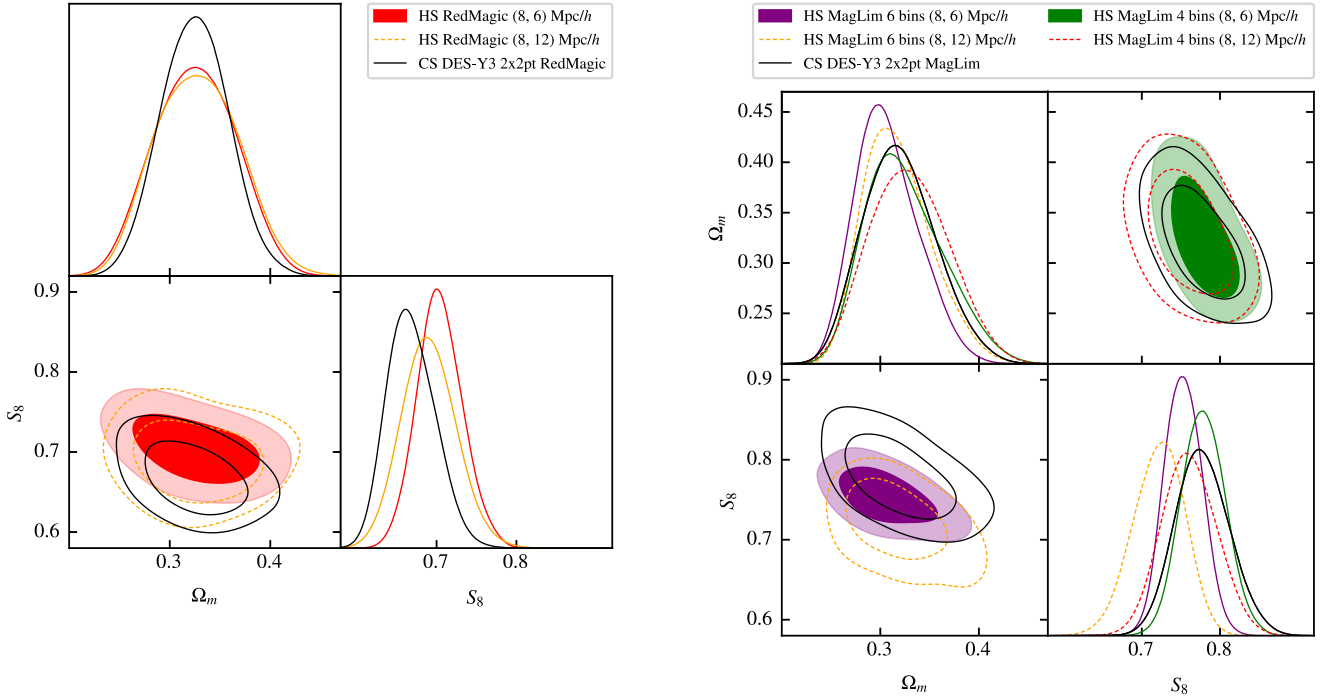 HS RedMagic (8, 6) Mpc/h
HS RedMagic (8, 12) Mpc/h
CS DES-Y3 2x2pt RedMagic
0.9
0.8
0.7
0.6
S₈
0.3
0.4
Ωₘ
0.7
0.8
S₈
HS MagLim 6 bins (8, 6) Mpc/h
HS MagLim 6 bins (8, 12) Mpc/h
CS DES-Y3 2x2pt MagLim
HS MagLim 4 bins (8, 6) Mpc/h
HS MagLim 4 bins (8, 12) Mpc/h
0.7
0.8
0.45
0.40
0.35
0.30
0.25
Ωₘ
0.9
0.8
0.7
0.6
S₈
0.3
0.4
Ωₘ
0.7
0.8
S₈